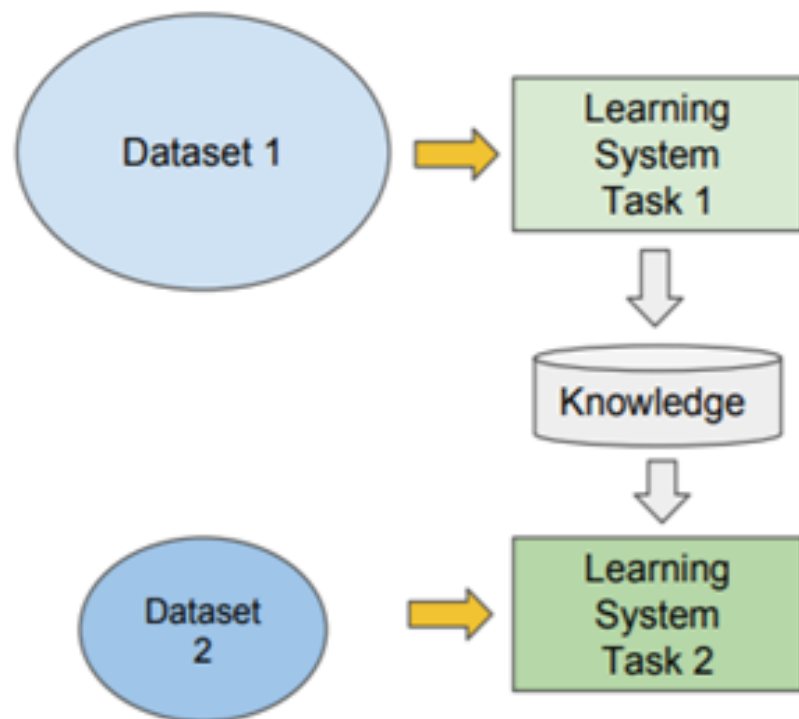 Dataset 1
Learning
System
Task 1
Knowledge
Dataset
2
Learning
System
Task 2